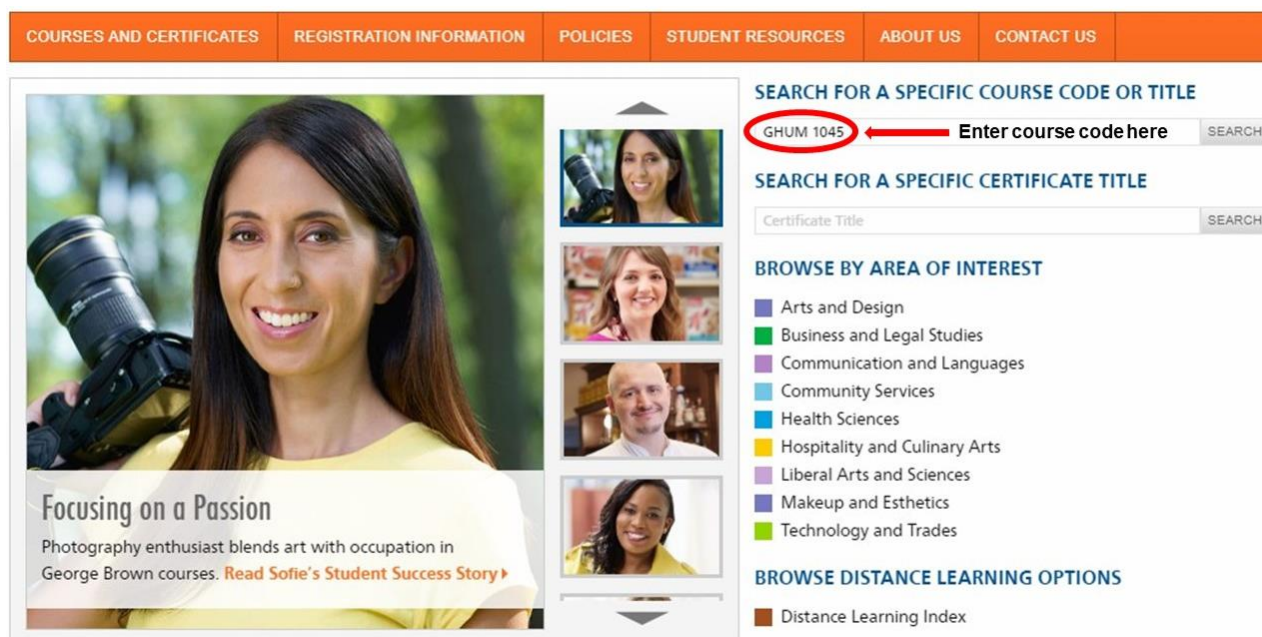 COURSES AND CERTIFICATES
REGISTRATION INFORMATION
POLICIES
STUDENT RESOURCES
ABOUT US
CONTACT US
Focusing on a Passion
Photography enthusiast blends art with occupation in
George Brown courses. Read Sofie's Student Success Story
SEARCH FOR A SPECIFIC COURSE CODE OR TITLE
GHUM 1045 Enter course code here SEARCH
SEARCH FOR A SPECIFIC CERTIFICATE TITLE
Certificate Title SEARCH
BROWSE BY AREA OF INTEREST
Arts and Design
Business and Legal Studies
Communication and Languages
Community Services
Health Sciences
Hospitality and Culinary Arts
Liberal Arts and Sciences
Makeup and Esthetics
Technology and Trades
BROWSE DISTANCE LEARNING OPTIONS
Distance Learning Index